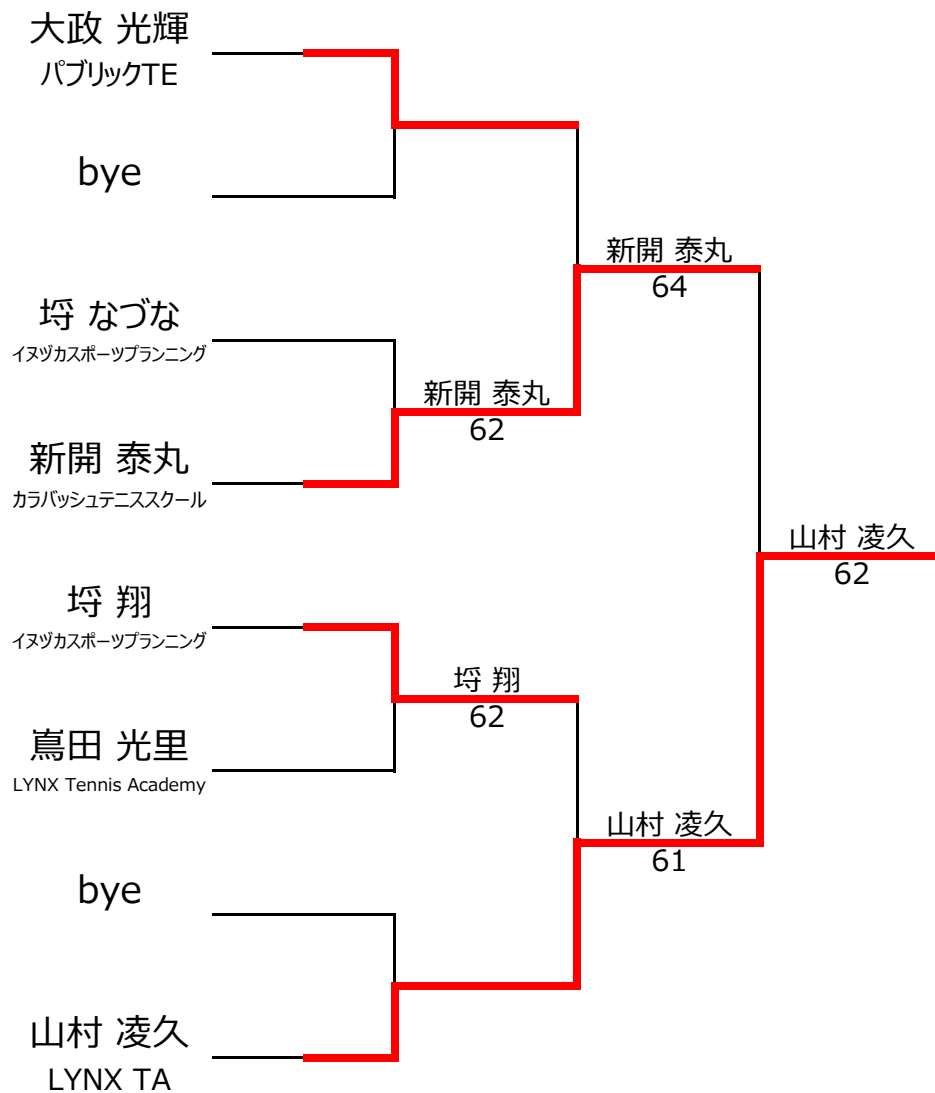 大政 光輝
パブリックTE
bye
新開 泰丸
64
埒 なづな
イヌヅカスポーツプランニング
新開 泰丸
62
新開 泰丸
カラバッシュテニススクール
山村 凌久
62
埒 翔
イヌヅカスポーツプランニング
埒 翔
62
嶌田 光里
LYNX Tennis Academy
山村 凌久
61
bye
山村 凌久
LYNX TA